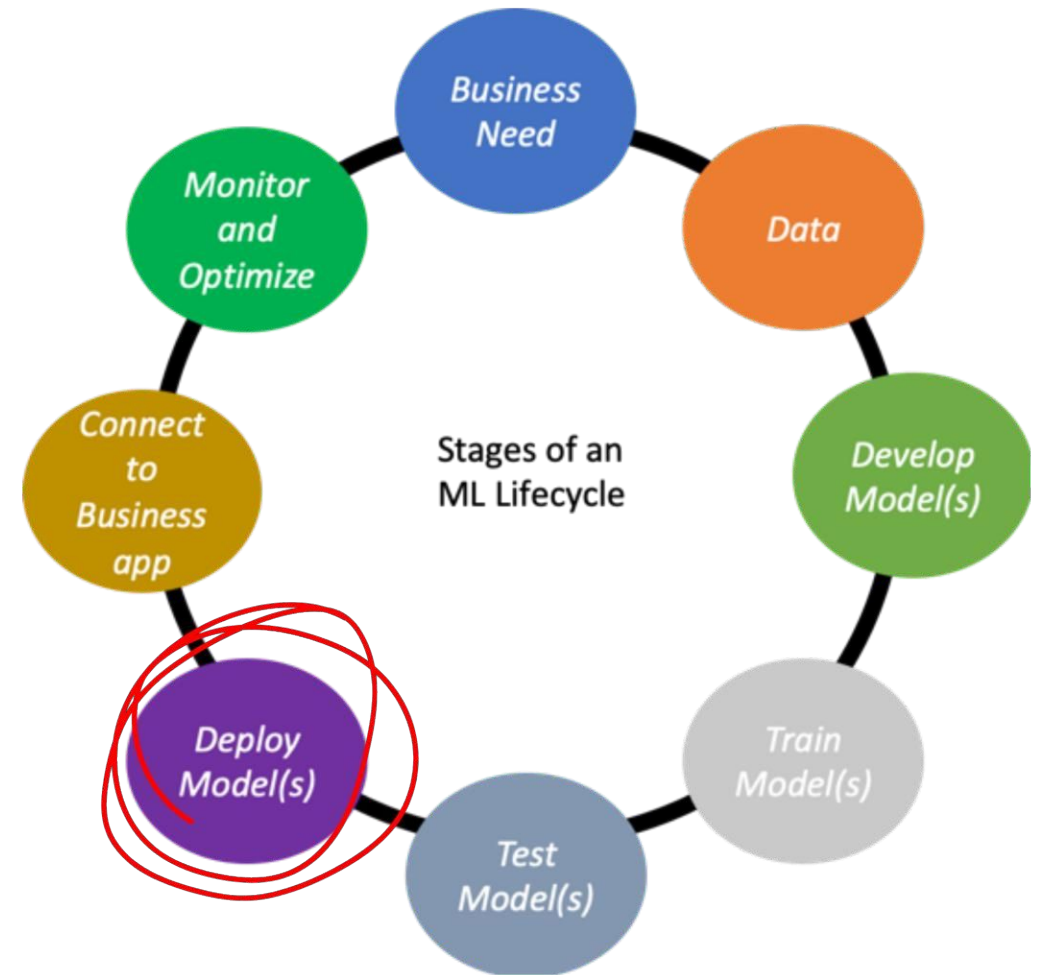 Business
Need
Data
Develop
Model(s)
Train
Model(s)
Test
Model(s)
Deploy
Model(s)
Connect
to
Business
app
Monitor
and
Optimize
Stages of an
ML Lifecycle